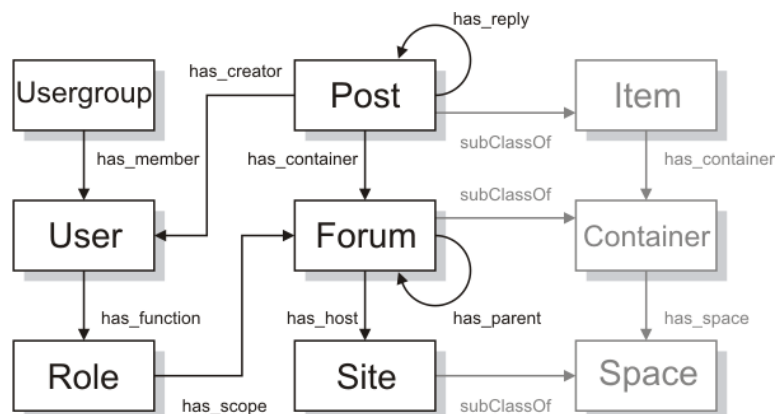 has_reply
has_creator
Usergroup
Post
Item
subClassOf
has_member
has_container
has_container
subClassOf
User
Forum
Container
has_function
has_host
has_parent
has_space
Role
Site
Space
has_scope
subClassOf